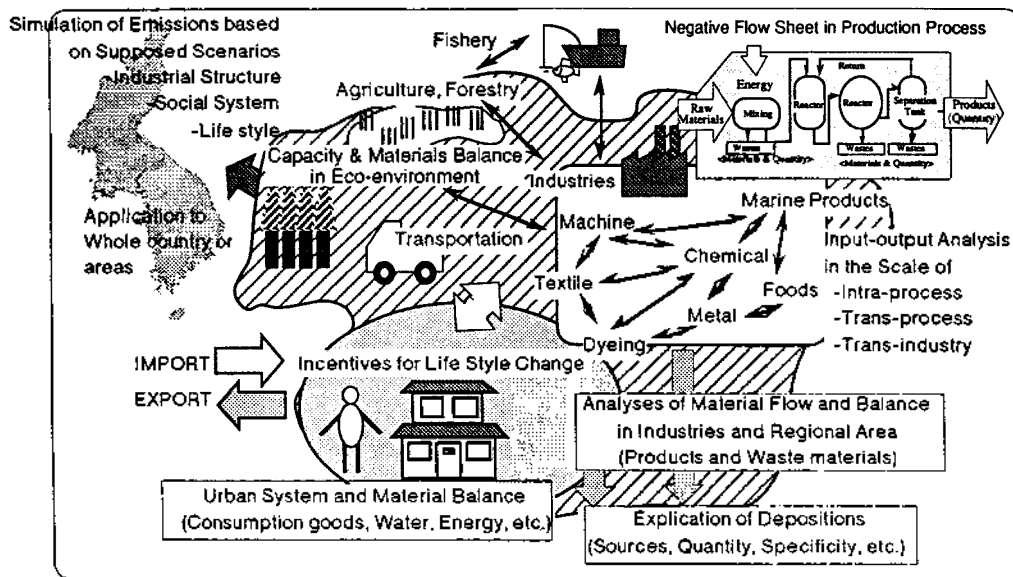 Simulation of Emissions based
on Supposed Scenarios
-Industrial Structure
-Social System
-Life style
Fishery
Agriculture, Forestry
Capacity & Materials Balance
in Eco-environment
Application to
Whole country or
areas
Transportation
Negative Flow Sheet in Production Process
Energy
Raw
Materials
Mixing
Reactor
Return
Reactor
Separation
Tank
Products
(Quantity)
Wastes
<Materials & Quantity>
Wastes
Wastes
<Materials & Quantity>
Industries
Machine
Marine Products
Chemical
Textile
Foods
Metal
Dyeing
Input-output Analysis
in the Scale of
-Intra-process
-Trans-process
-Trans-industry
IMPORT
EXPORT
Incentives for Life Style Change
Analyses of Material Flow and Balance
in Industries and Regional Area
(Products and Waste materials)
Urban System and Material Balance
(Consumption goods, Water, Energy, etc.)
Explication of Depositions
(Sources, Quantity, Specificity, etc.)